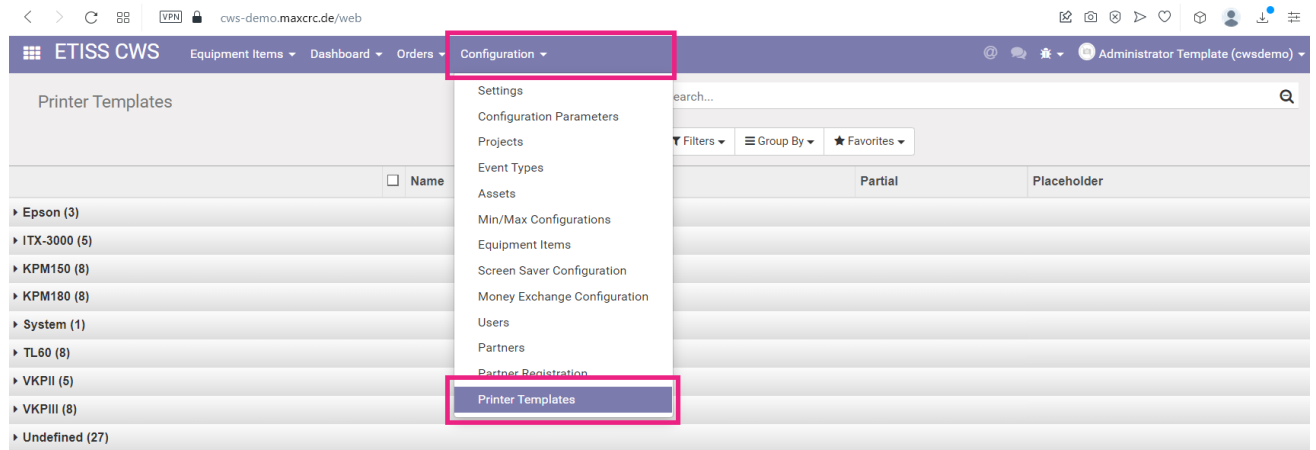 VPN cws-demo.maxcrc.de/web
ETISS CWS Equipment Items Dashboard Orders Configuration @ Administrator Template (cwsdemo)
Printer Templates
Settings
Configuration Parameters
Projects
Event Types
Assets
Min/Max Configurations
Equipment Items
Screen Saver Configuration
Money Exchange Configuration
Users
Partners
Partner Registration
Printer Templates
earch...
Filters Group By Favorites
Name Partial Placeholder
Epson (3)
ITX-3000 (5)
KPM150 (8)
KPM180 (8)
System (1)
TL60 (8)
VKPII (5)
VKPIII (8)
Undefined (27)